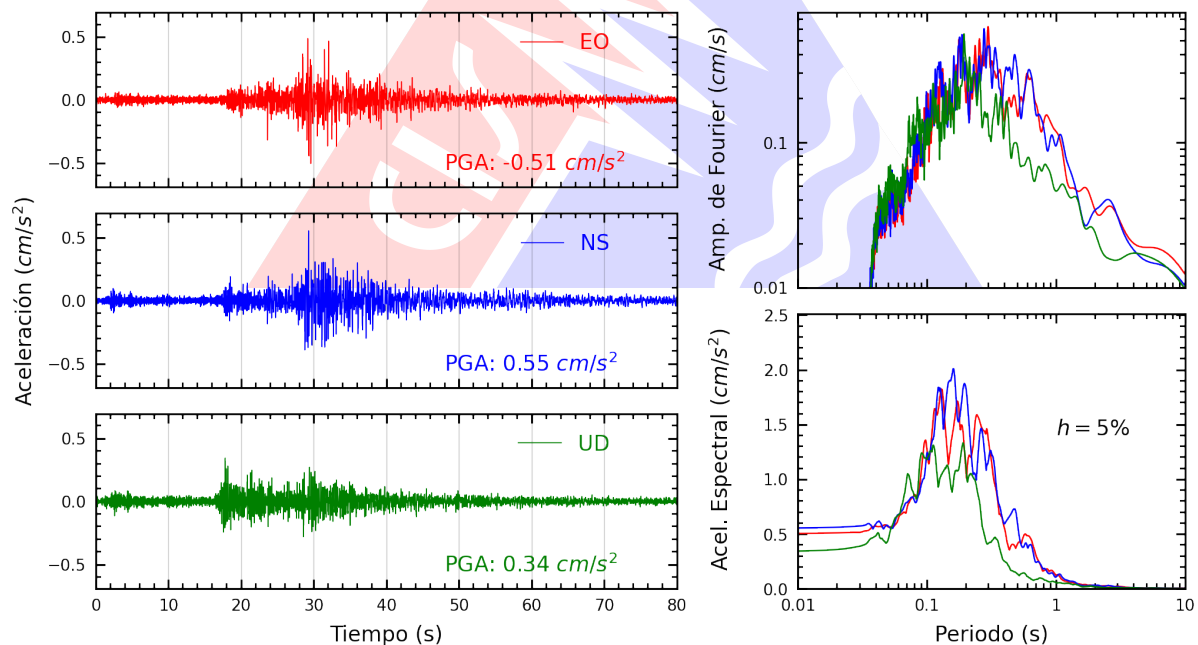 Aceleración (cm/s²)
0.5
0.0
−0.5
EO
PGA: -0.51 cm/s²
0.5
0.0
−0.5
NS
PGA: 0.55 cm/s²
0.5
0.0
−0.5
UD
PGA: 0.34 cm/s²
0 10 20 30 40 50 60 70 80
Tiempo (s)
Amp. de Fourier (cm/s)
0.1
0.01
Acel. Espectral (cm/s²)
2.5
2.0
1.5
1.0
0.5
0.0
h = 5%
0.01 0.1 1 10
Periodo (s)